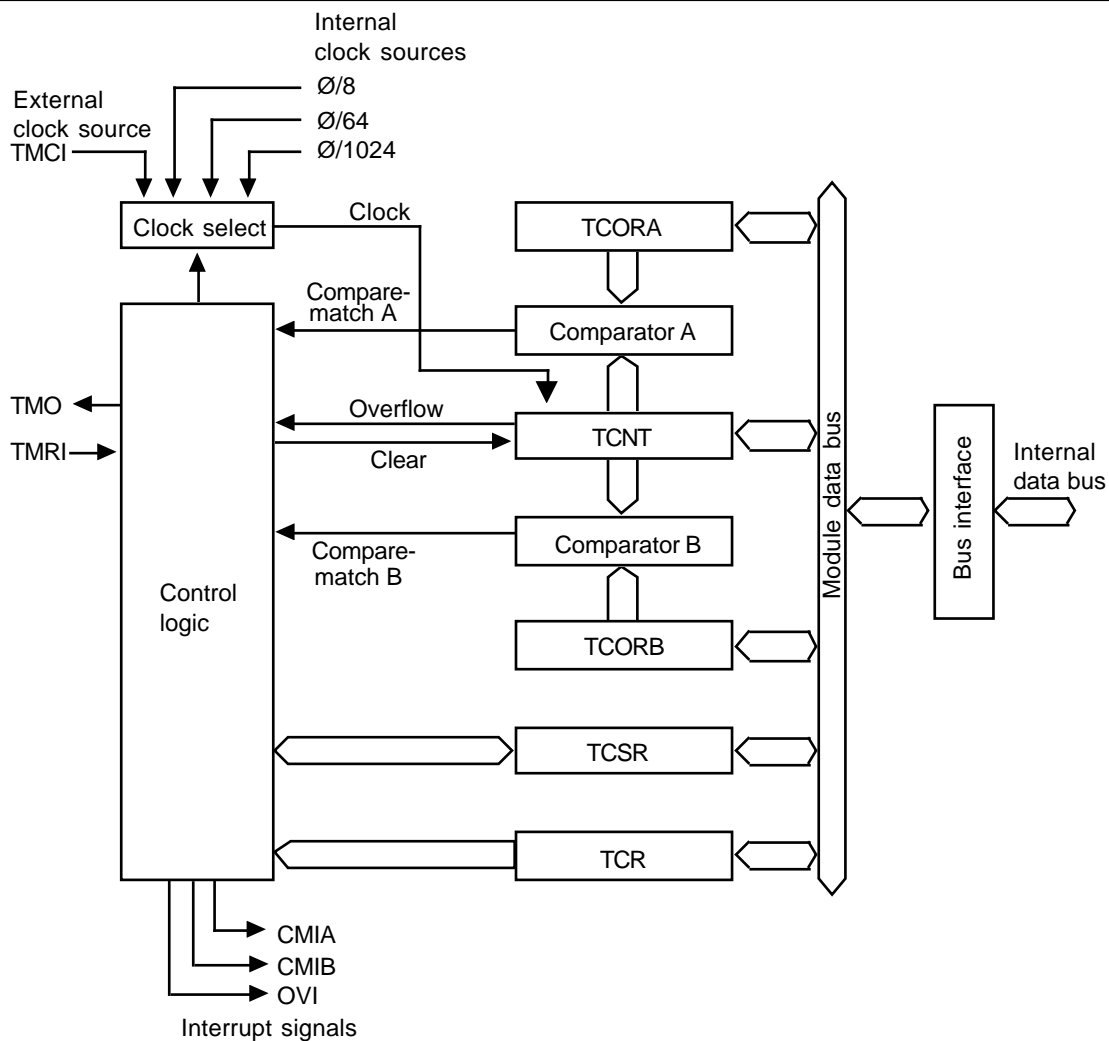 Internal
clock sources
Ø/8
External
clock source
Ø/64
TMCI
Ø/1024
Clock select
Clock
TCORA
Compare-
match A
Comparator A
TMO
Overflow
TCNT
TMRI
Clear
Module data bus
Bus interface
Internal
data bus
Comparator B
Compare-
match B
Control
logic
TCORB
TCSR
TCR
CMIA
CMIB
OVI
Interrupt signals